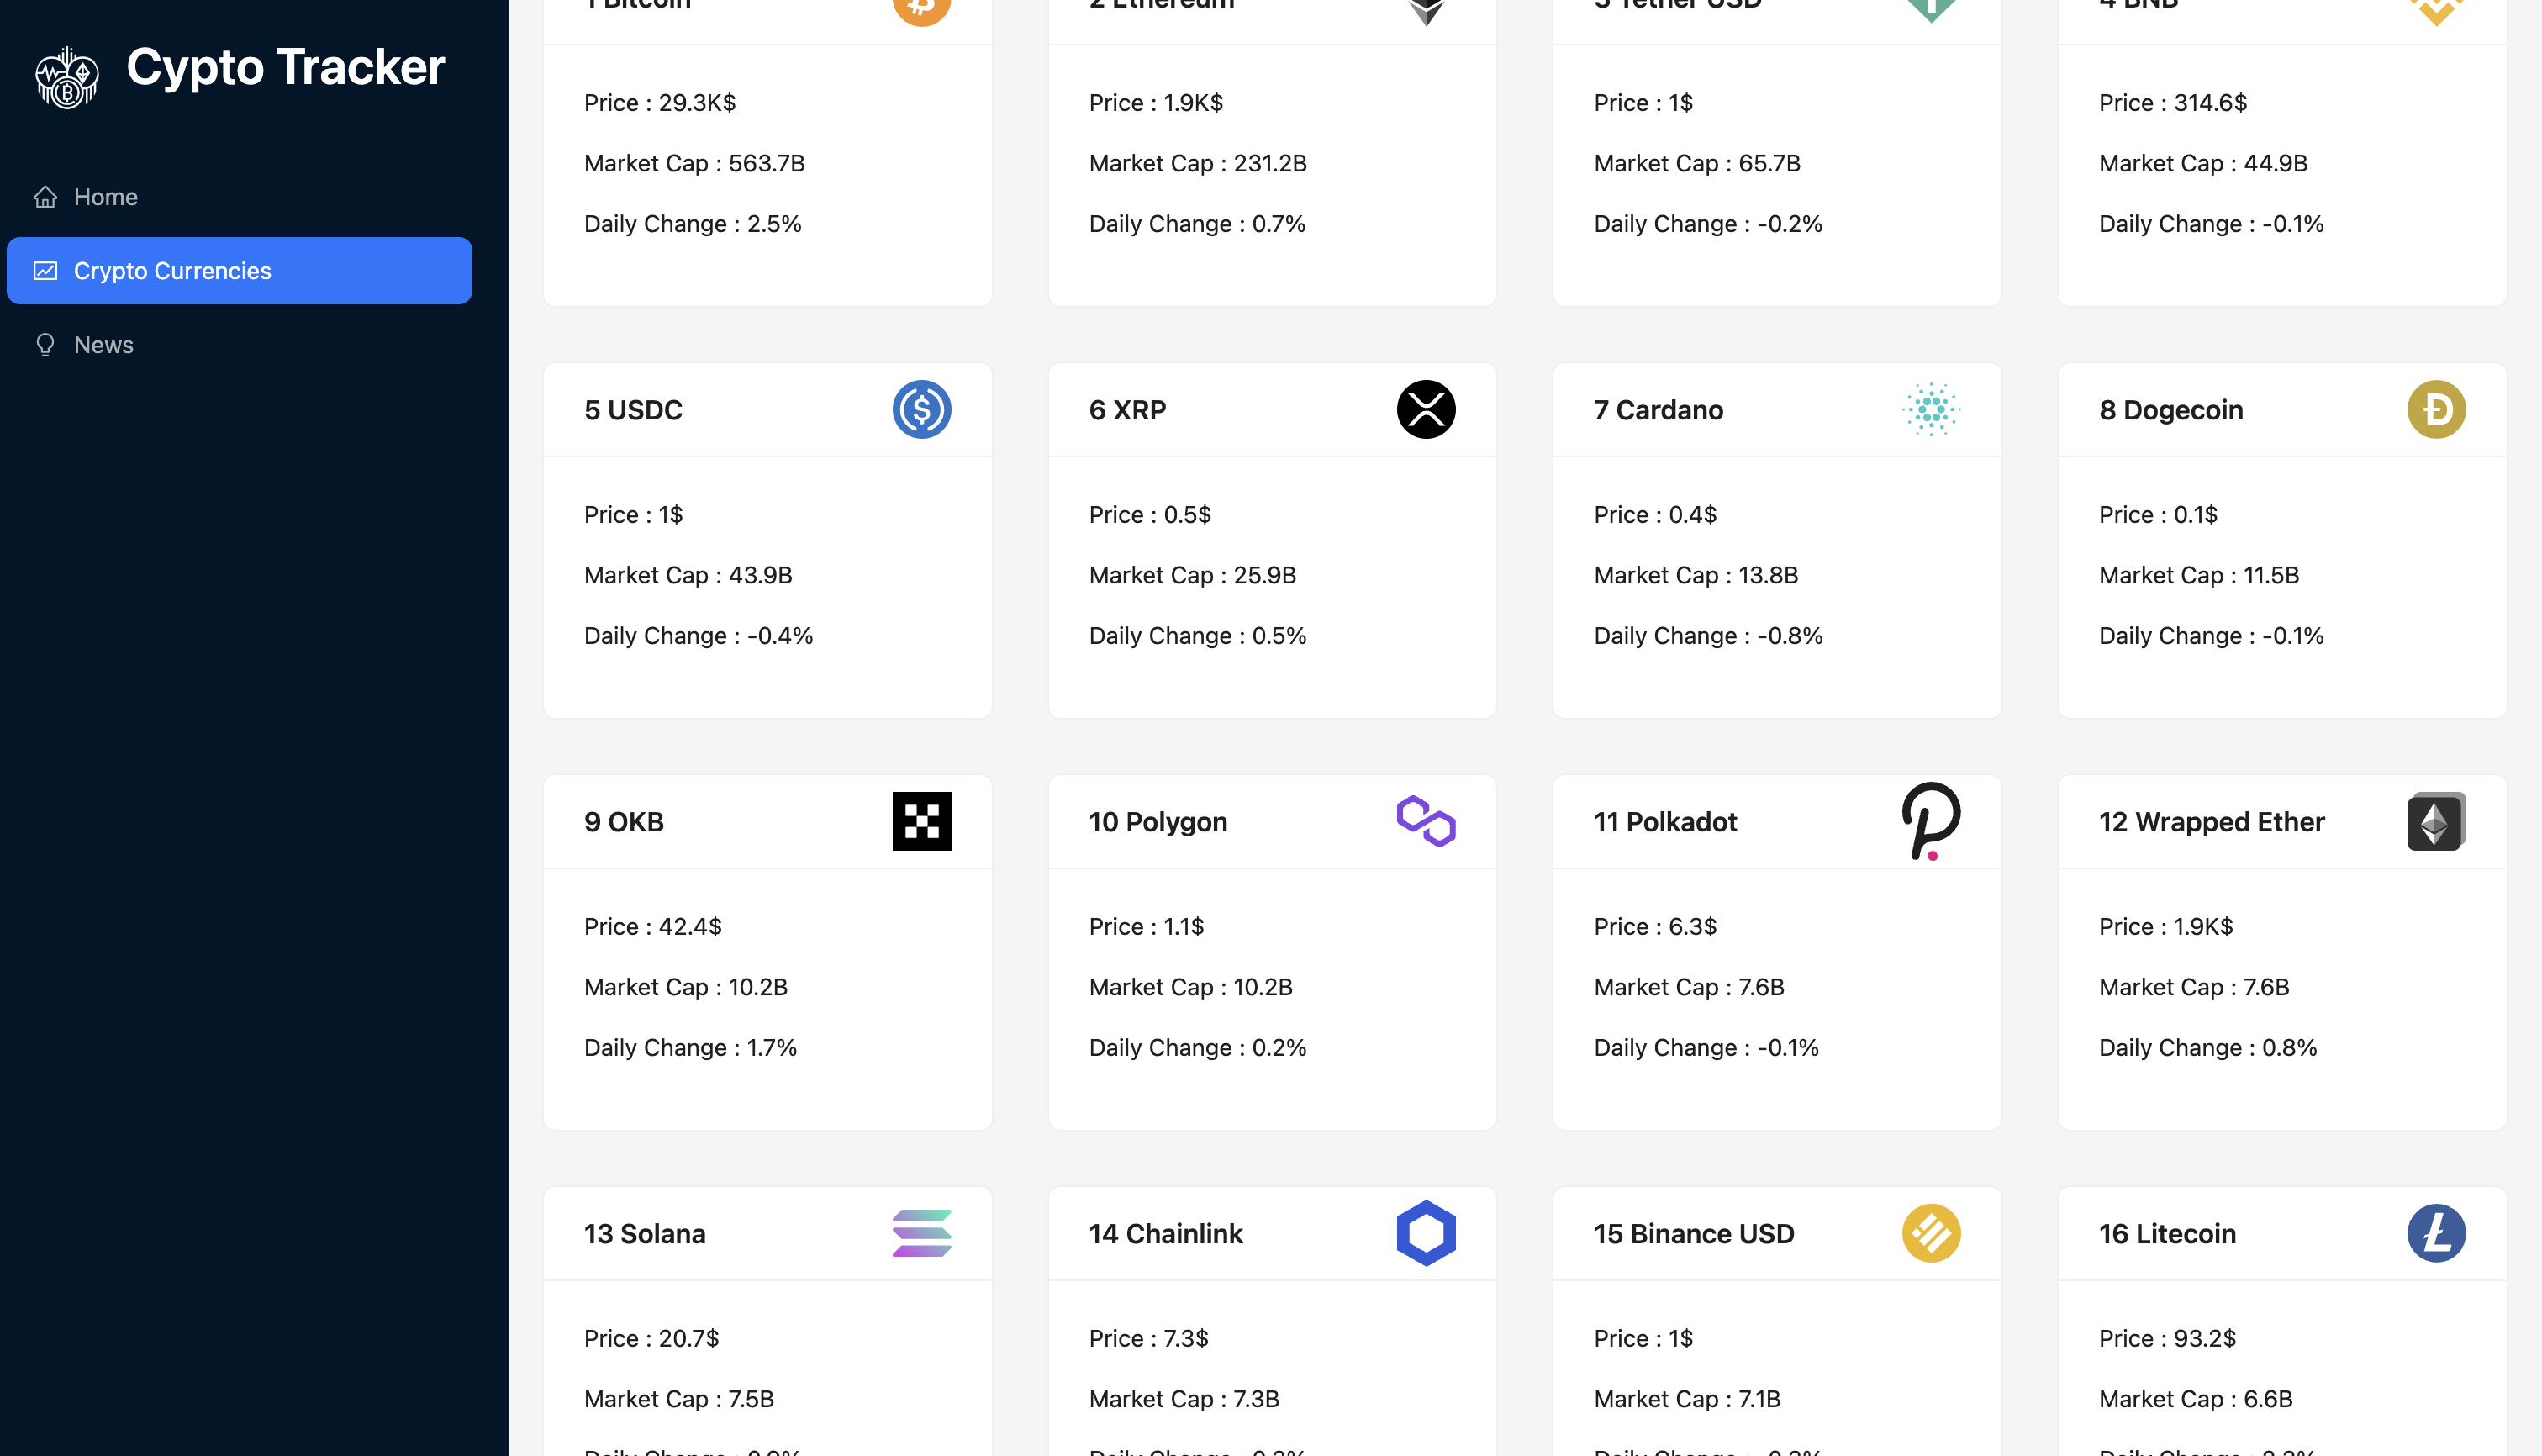 Cypto Tracker
Home
Crypto Currencies
News
1 Bitcoin
2 Ethereum
3 Tether USD
4 BNB
Price : 29.3K$
Market Cap : 563.7B
Daily Change : 2.5%
Price : 1.9K$
Market Cap : 231.2B
Daily Change : 0.7%
Price : 1$
Market Cap : 65.7B
Daily Change : -0.2%
Price : 314.6$
Market Cap : 44.9B
Daily Change : -0.1%
5 USDC
Price : 1$
Market Cap : 43.9B
Daily Change : -0.4%
6 XRP
Price : 0.5$
Market Cap : 25.9B
Daily Change : 0.5%
7 Cardano
Price : 0.4$
Market Cap : 13.8B
Daily Change : -0.8%
8 Dogecoin
Price : 0.1$
Market Cap : 11.5B
Daily Change : -0.1%
9 OKB
Price : 42.4$
Market Cap : 10.2B
Daily Change : 1.7%
10 Polygon
Price : 1.1$
Market Cap : 10.2B
Daily Change : 0.2%
11 Polkadot
Price : 6.3$
Market Cap : 7.6B
Daily Change : -0.1%
12 Wrapped Ether
Price : 1.9K$
Market Cap : 7.6B
Daily Change : 0.8%
13 Solana
Price : 20.7$
Market Cap : 7.5B
Daily Change :
14 Chainlink
Price : 7.3$
Market Cap : 7.3B
Daily Change :
15 Binance USD
Price : 1$
Market Cap : 7.1B
Daily Change :
16 Litecoin
Price : 93.2$
Market Cap : 6.6B
Daily Change :